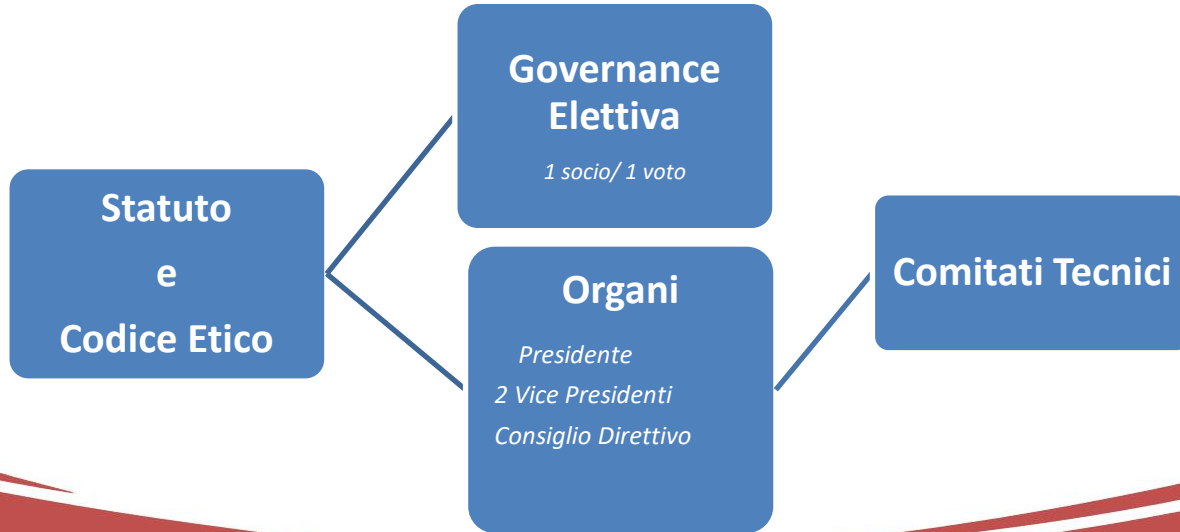 Statuto
e
Codice Etico
Governance
Elettiva
1 socio/ 1 voto
Organi
Presidente
2 Vice Presidenti
Consiglio Direttivo
Comitati Tecnici